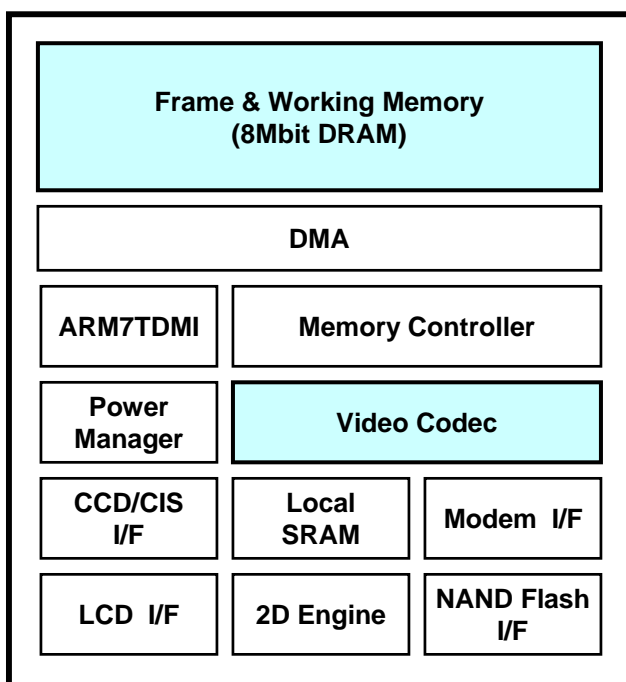 Frame & Working Memory
(8Mbit DRAM)
DMA
ARM7TDMI
Memory Controller
Power
Manager
Video Codec
CCD/CIS
I/F
Local
SRAM
Modem I/F
LCD I/F
2D Engine
NAND Flash
I/F